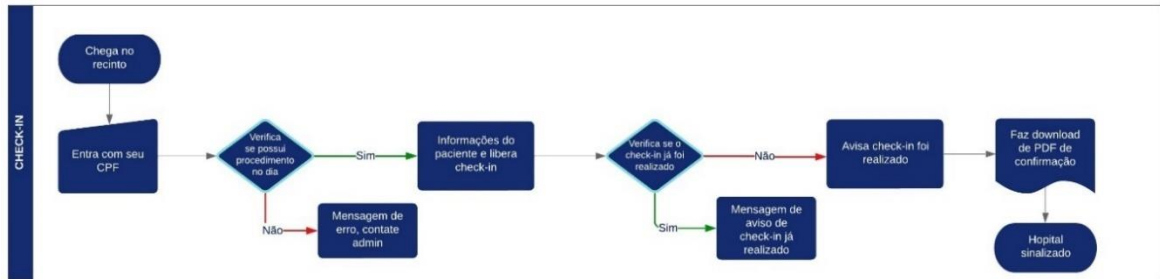 CHECK-IN
Chega no
recinto
Entra com seu
CPF
Verifica
se possui
procedimento
no dia
Sim
Não
Mensagem de
erro, contate
admin
Informações do
paciente e libera
check-in
Verifica se o
check-in já foi
realizado
Não
Sim
Mensagem de
aviso de
check-in já
realizado
Avisa check-in foi
realizado
Faz download
de PDF de
confirmação
Hopital
sinalizado